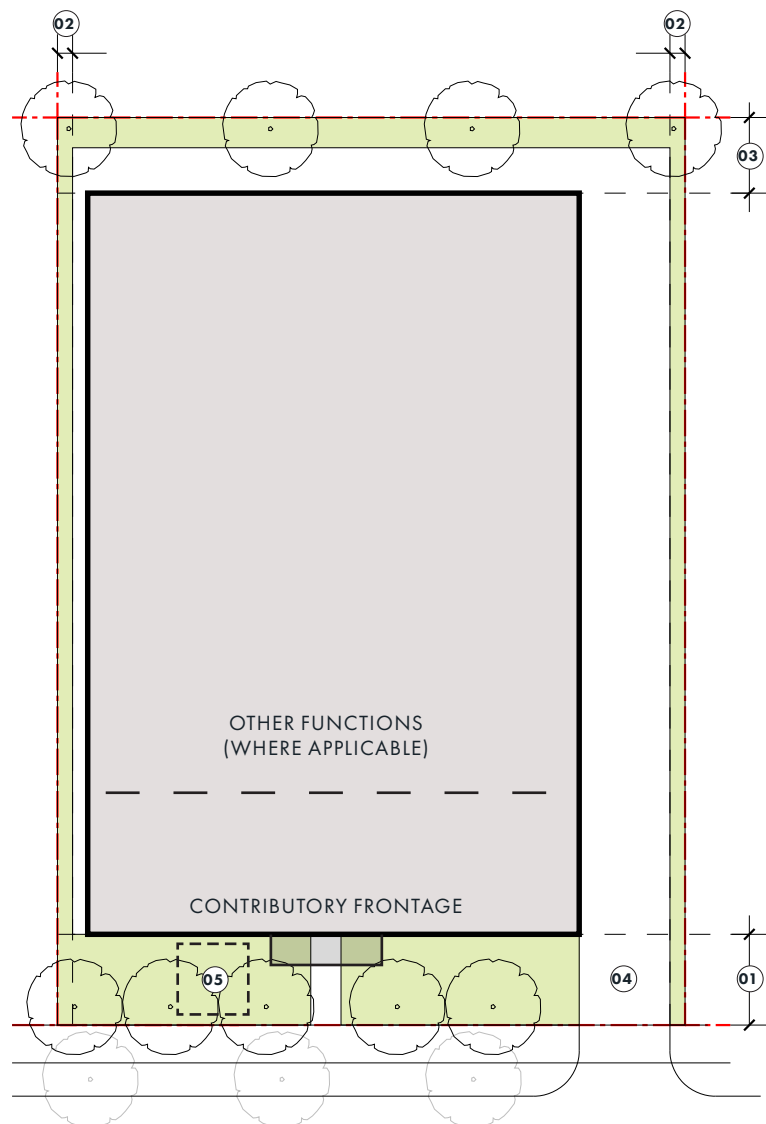 02
02
03
OTHER FUNCTIONS
(WHERE APPLICABLE)
CONTRIBUTORY FRONTAGE
05
04
01